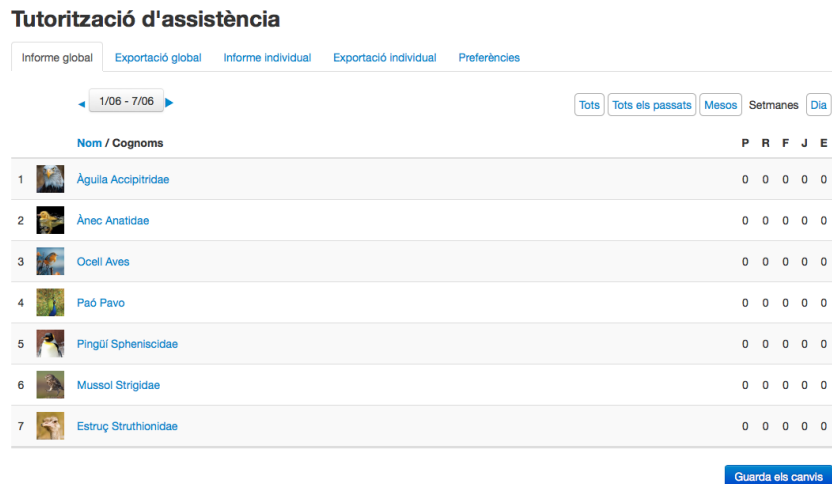 Tutorització d'assistència
Informe global Exportació global Informe individual Exportació individual Preferències
1/06 - 7/06 Tots Tots els passats Mesos Setmanes Dia
Nom / Cognoms P R F J E
1 Àguila Accipitridae 0 0 0 0 0
2 Ànec Anatidae 0 0 0 0 0
3 Ocell Aves 0 0 0 0 0
4 Paó Pavo 0 0 0 0 0
5 Pingüí Spheniscidae 0 0 0 0 0
6 Mussol Strigidae 0 0 0 0 0
7 Estruç Struthionidae 0 0 0 0 0
Guarda els canvis